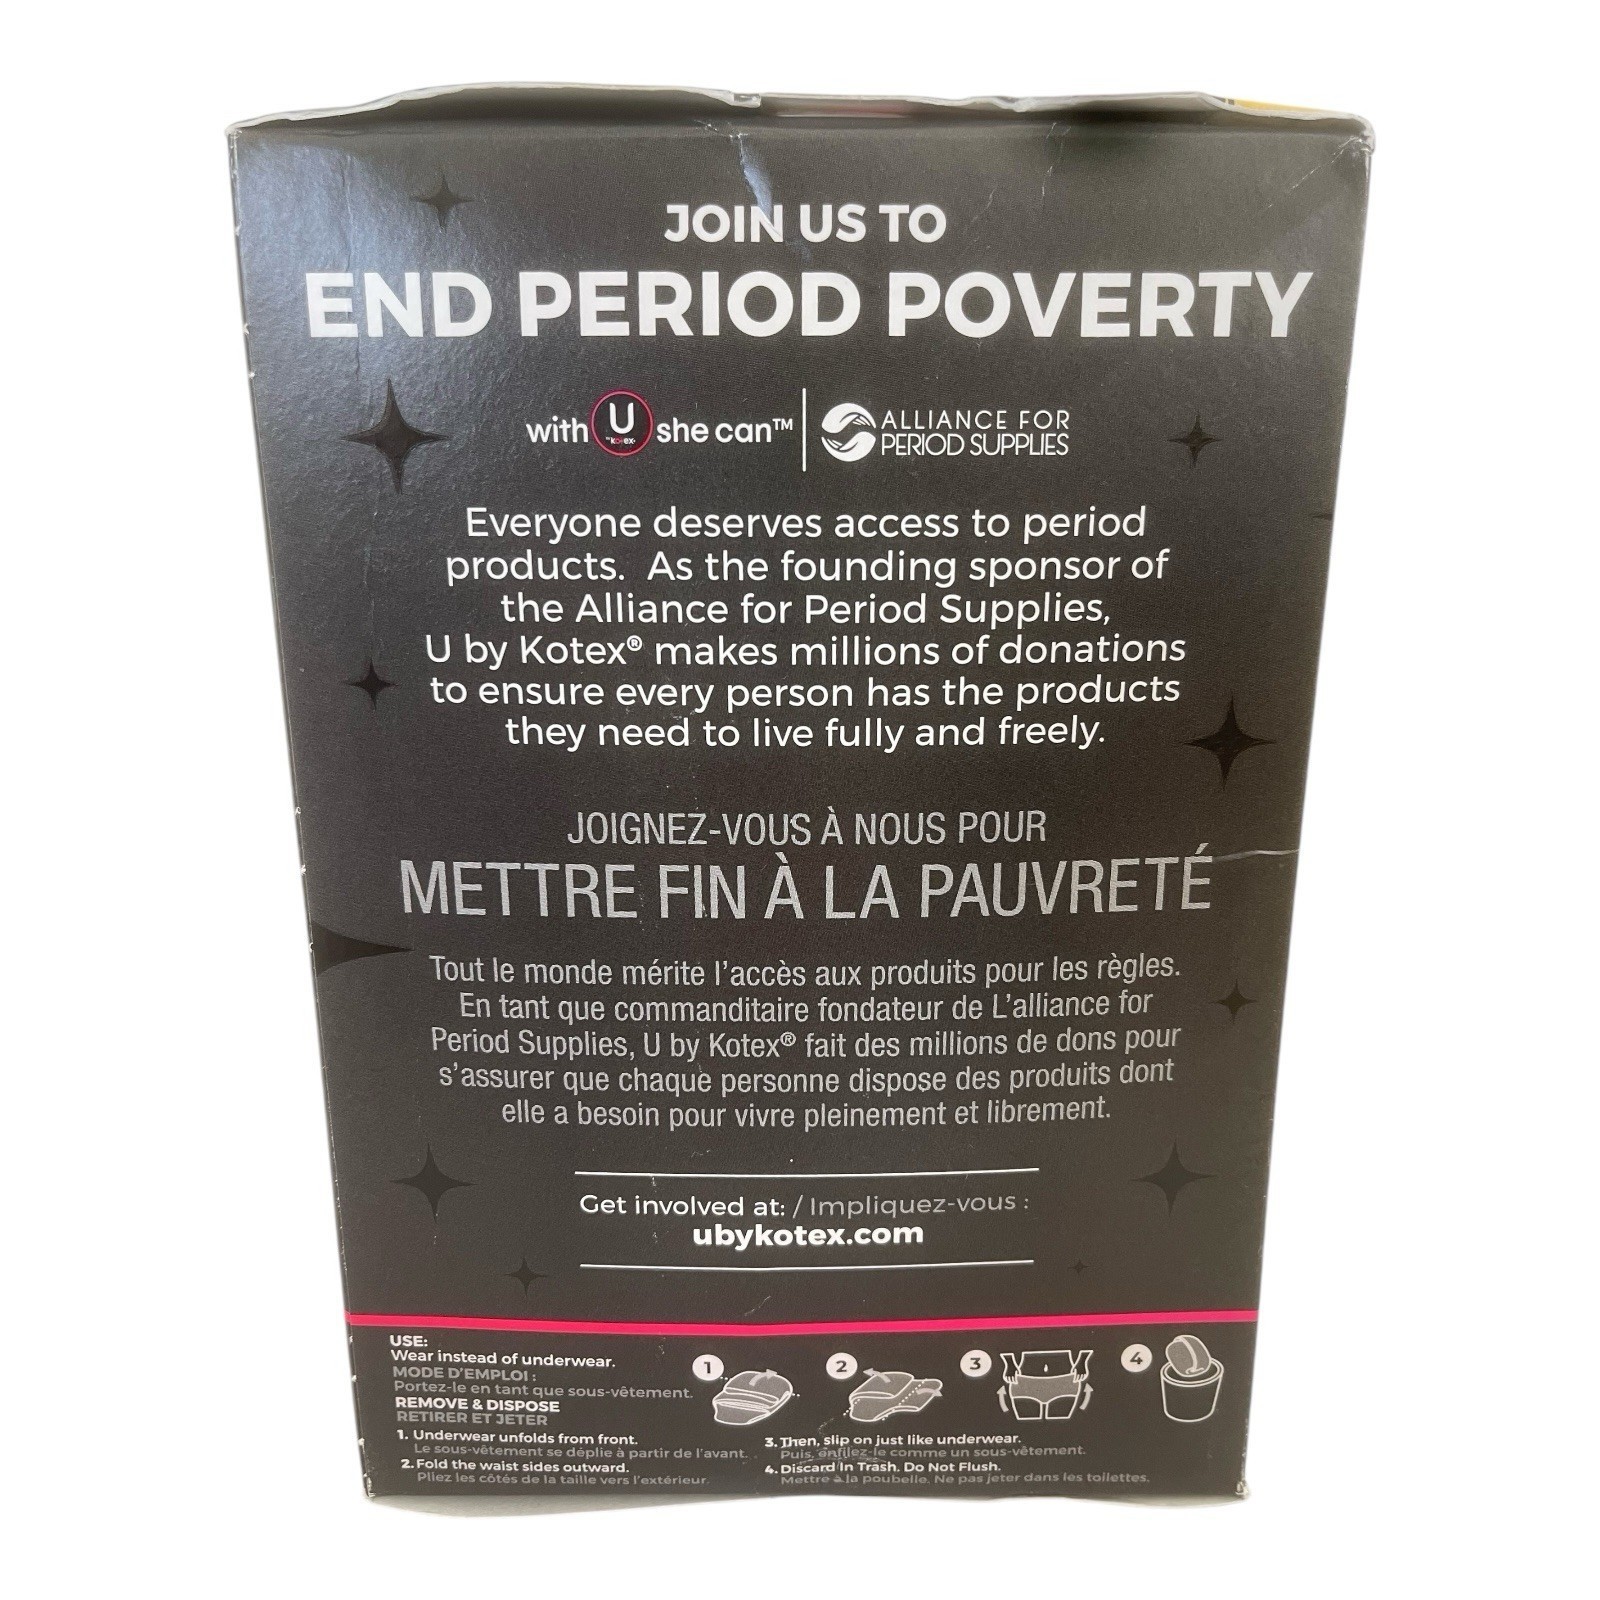 JOIN US TO
END PERIOD POVERTY
with U by kotex she can™
ALLIANCE FOR
PERIOD SUPPLIES
Everyone deserves access to period
products. As the founding sponsor of
the Alliance for Period Supplies,
U by Kotex® makes millions of donations
to ensure every person has the products
they need to live fully and freely.
JOIGNEZ-VOUS À NOUS POUR
METTRE FIN À LA PAUVRETÉ
Tout le monde mérite l'accès aux produits pour les règles.
En tant que commanditaire fondateur de L'alliance for
Period Supplies, U by Kotex® fait des millions de dons pour
s'assurer que chaque personne dispose des produits dont
elle a besoin pour vivre pleinement et librement.
Get involved at: / Impliquez-vous :
ubykotex.com
USE:
Wear instead of underwear.
MODE D'EMPLOI :
Portez-le en tant que sous-vêtement.
REMOVE & DISPOSE
RETIRER ET JETER
1 2 3 4
1. Underwear unfolds from front.
Le sous-vêtement se déplie à partir de l'avant.
2. Fold the waist sides outward.
Pliez les côtés de la taille vers l'extérieur.
3. Then, slip on just like underwear.
Puis, enfilez-le comme un sous-vêtement.
4. Discard In Trash. Do Not Flush.
Mettre à la poubelle. Ne pas jeter dans les toilettes.